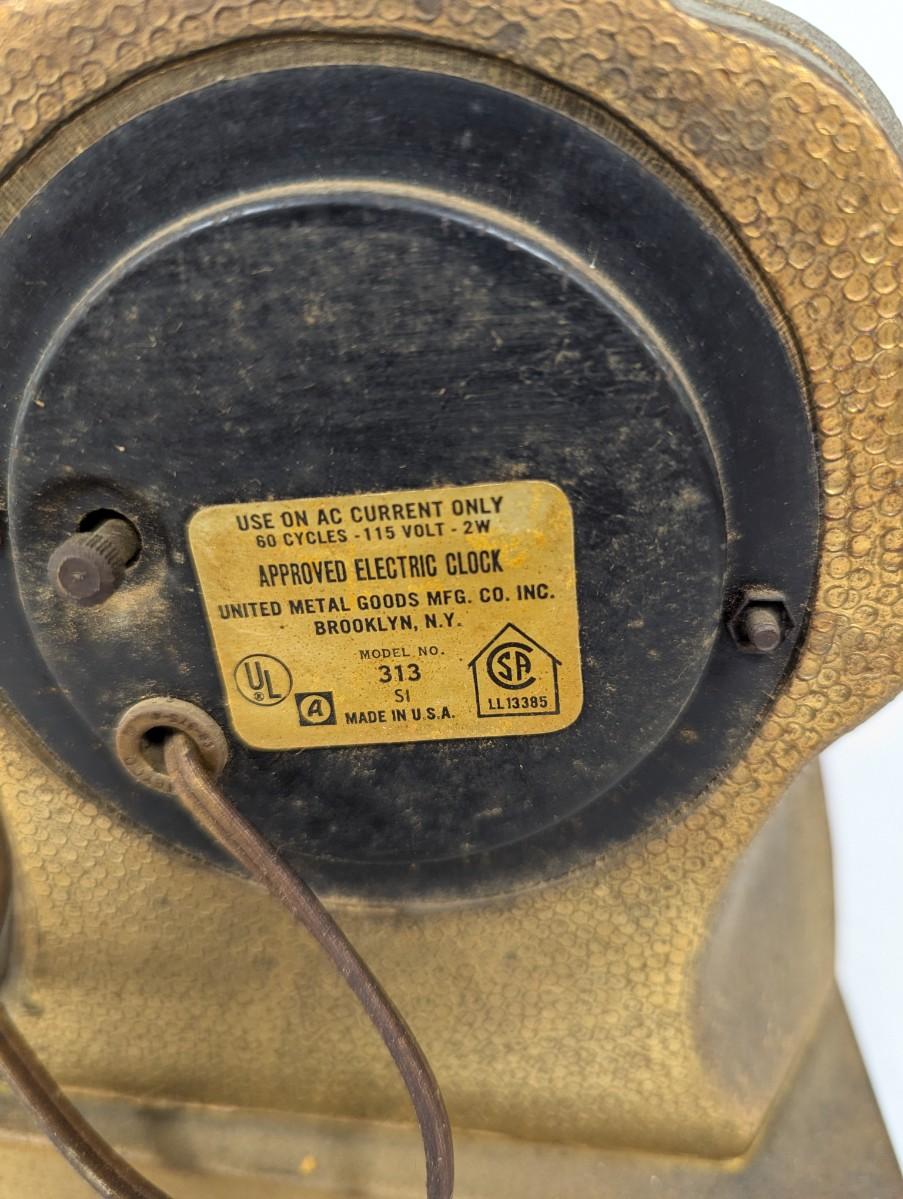 USE ON AC CURRENT ONLY
60 CYCLES - 115 VOLT - 2W
APPROVED ELECTRIC CLOCK
UNITED METAL GOODS MFG. CO. INC.
BROOKLYN, N.Y.
MODEL NO.
313
SI
UL
®
A
MADE IN U.S.A.
CSA
LL13385